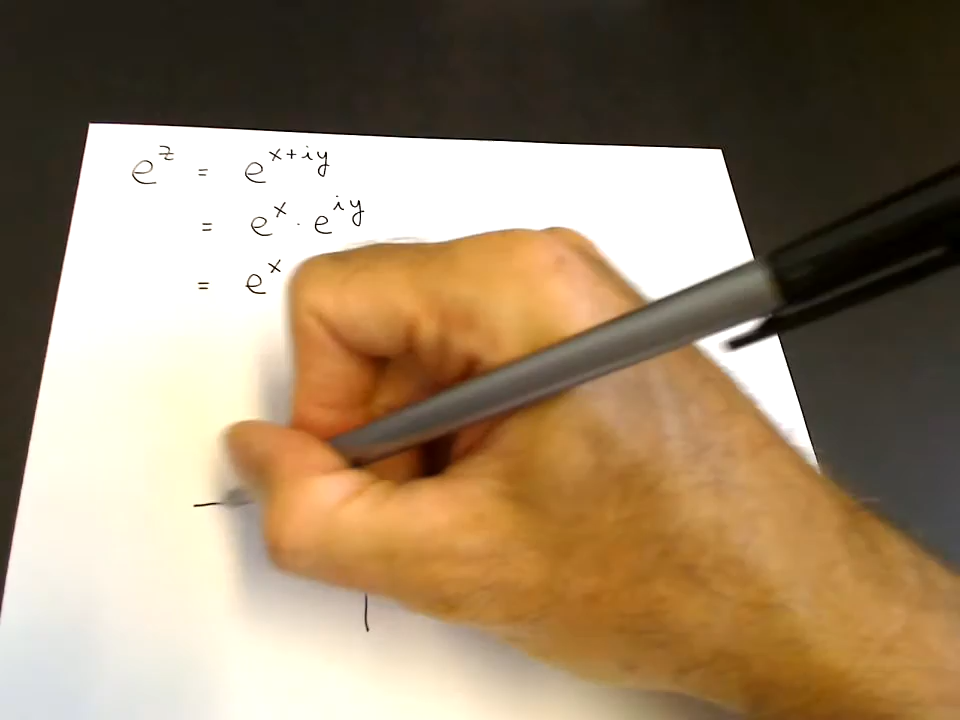 e^z = e^{x+iy}
= e^x · e^{iy}
= e^x